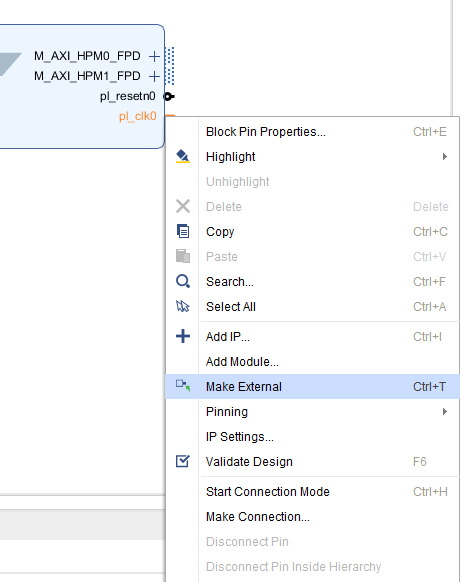 M_AXI_HPM0_FPD
M_AXI_HPM1_FPD
pl_resetn0
pl_clk0
Block Pin Properties... Ctrl+E
Highlight
Unhighlight
Delete Delete
Copy Ctrl+C
Paste Ctrl+V
Search... Ctrl+F
Select All Ctrl+A
Add IP... Ctrl+I
Add Module...
Make External Ctrl+T
Pinning
IP Settings...
Validate Design F6
Start Connection Mode Ctrl+H
Make Connection...
Disconnect Pin
Disconnect Pin Inside Hierarchy